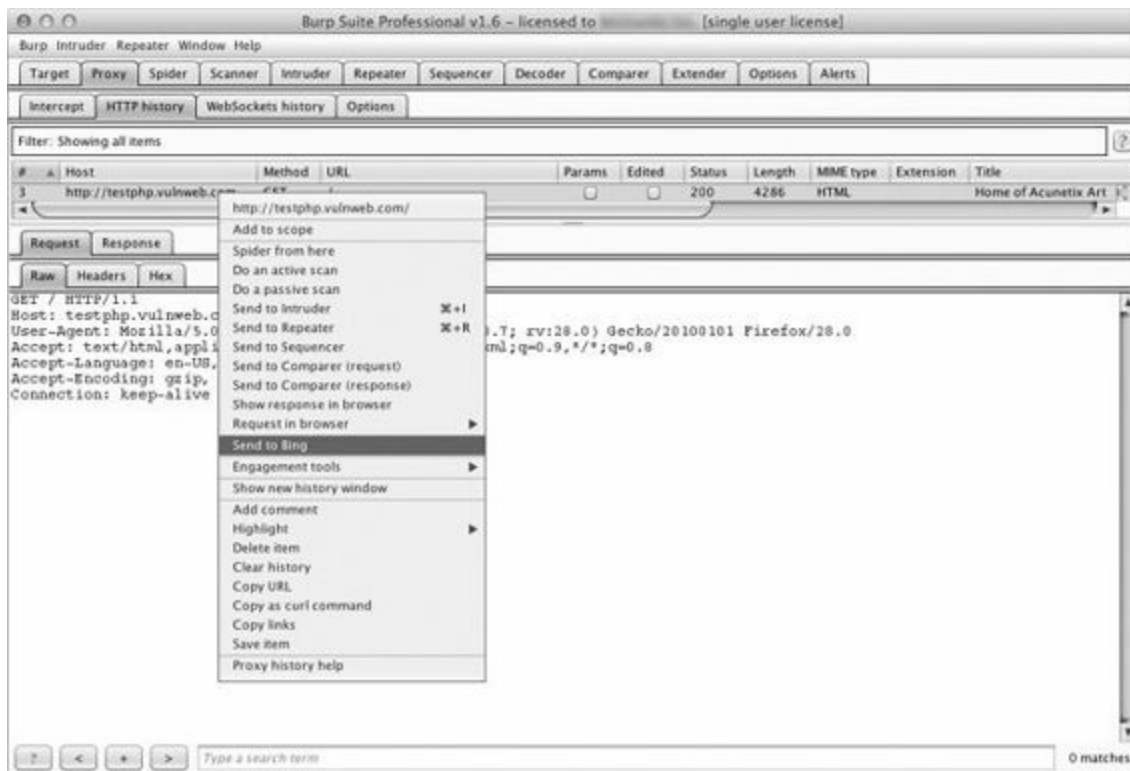 Burp Suite Professional v1.6 – licensed to [single user license]
Burp Intruder Repeater Window Help
Target Proxy Spider Scanner Intruder Repeater Sequencer Decoder Comparer Extender Options Alerts
Intercept HTTP history WebSockets history Options
Filter: Showing all items ?
# Host Method URL Params Edited Status Length MIME type Extension Title
3 http://testphp.vulnweb.com GET / 200 4286 HTML Home of Acunetix Art
Request Response
Raw Headers Hex
GET / HTTP/1.1
Host: testphp.vulnweb.c
User-Agent: Mozilla/5.0 0.7; rv:28.0) Gecko/20100101 Firefox/28.0
Accept: text/html,appli ml;q=0.9,*/*;q=0.8
Accept-Language: en-US,
Accept-Encoding: gzip,
Connection: keep-alive
http://testphp.vulnweb.com/
Add to scope
Spider from here
Do an active scan
Do a passive scan
Send to Intruder ⌘+I
Send to Repeater ⌘+R
Send to Sequencer
Send to Comparer (request)
Send to Comparer (response)
Show response in browser
Request in browser
Send to Bing
Engagement tools
Show new history window
Add comment
Highlight
Delete item
Clear history
Copy URL
Copy as curl command
Copy links
Save item
Proxy history help
? < + > Type a search term 0 matches